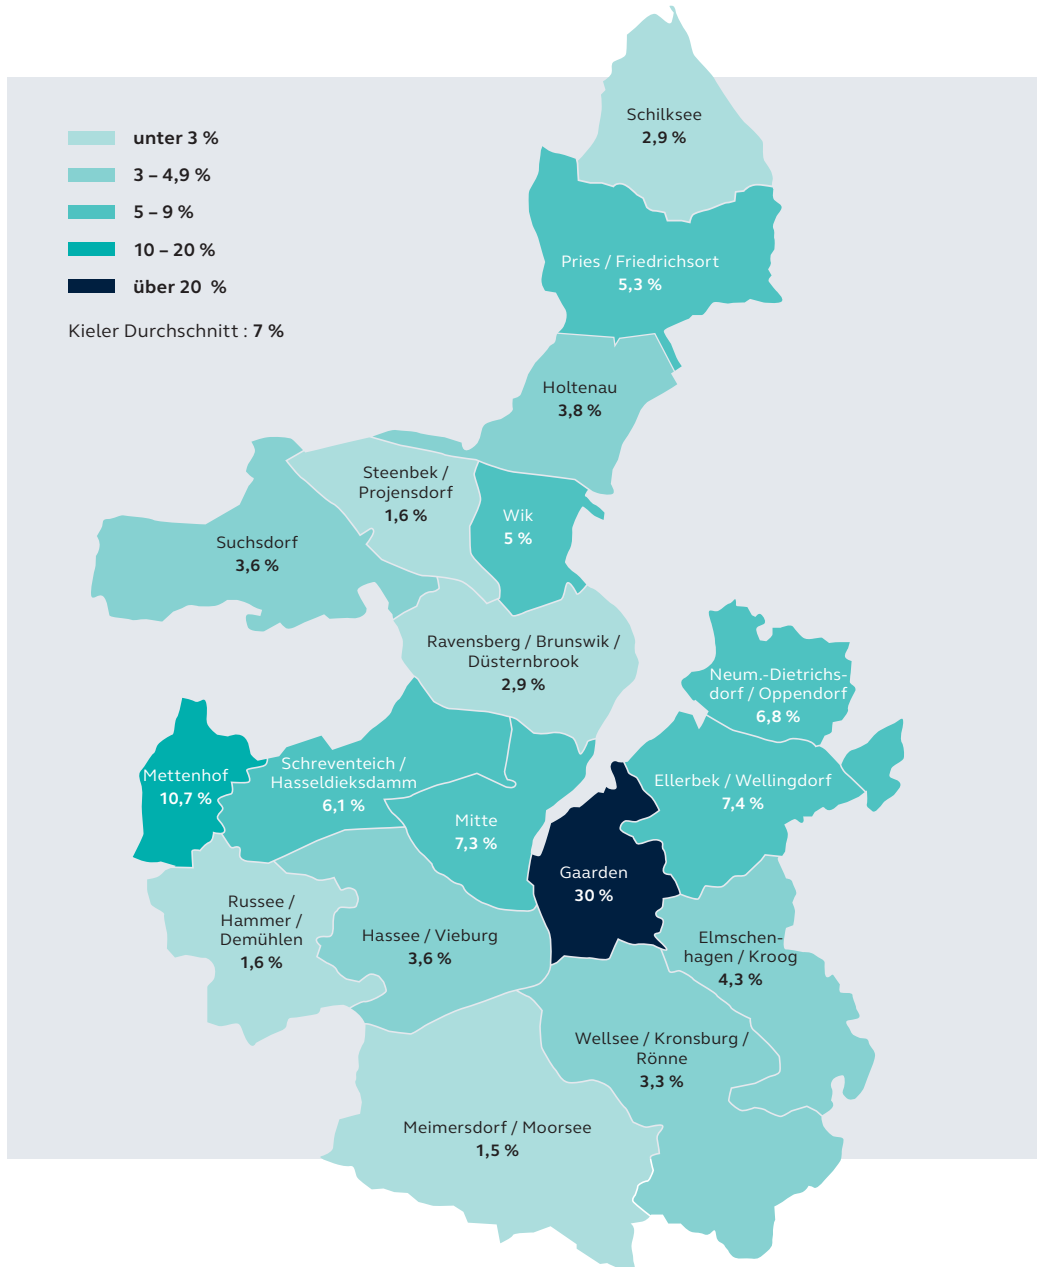 unter 3 %
3 – 4,9 %
5 – 9 %
10 – 20 %
über 20 %
Kieler Durchschnitt : 7 %
Schilksee
2,9 %
Pries / Friedrichsort
5,3 %
Holtenau
3,8 %
Steenbek /
Projensdorf
1,6 %
Wik
5 %
Suchsdorf
3,6 %
Ravensberg / Brunswik /
Düsternbrook
2,9 %
Neum.-Dietrichs-
dorf / Oppendorf
6,8 %
Mettenhof
10,7 %
Schreventeich /
Hasseldieksdamm
6,1 %
Ellerbek / Wellingdorf
7,4 %
Mitte
7,3 %
Gaarden
30 %
Russee /
Hammer /
Demühlen
1,6 %
Hassee / Vieburg
3,6 %
Elmschen-
hagen / Kroog
4,3 %
Wellsee / Kronsburg /
Rönne
3,3 %
Meimersdorf / Moorsee
1,5 %